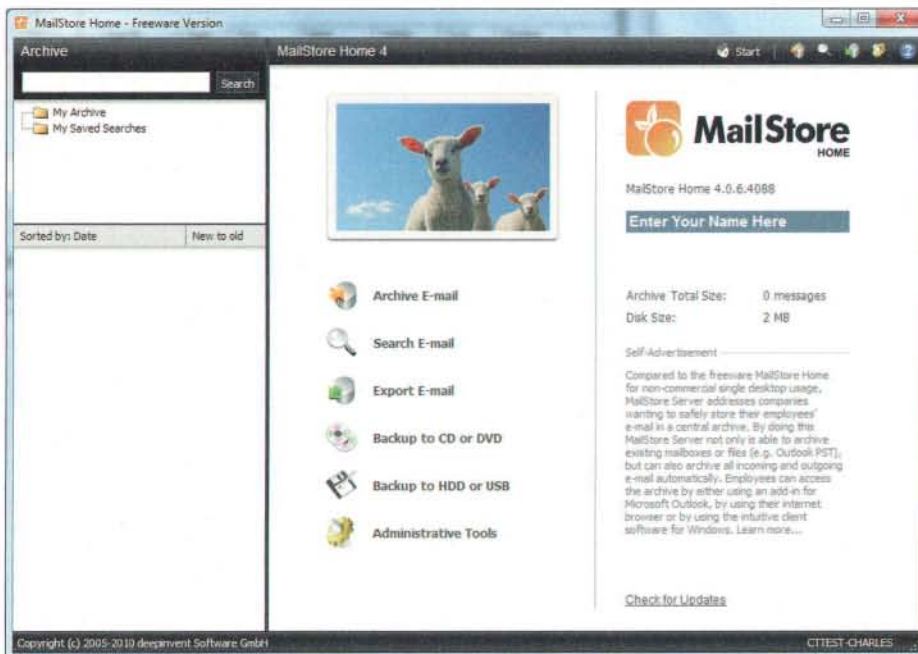 MailStore Home - Freeware Version
Archive
MailStore Home 4
Start
Search
My Archive
My Saved Searches
Sorted by: Date
New to old
Archive E-mail
Search E-mail
Export E-mail
Backup to CD or DVD
Backup to HDD or USB
Administrative Tools
MailStore
HOME
MailStore Home 4.0.6.4088
Enter Your Name Here
Archive Total Size: 0 messages
Disk Size: 2 MB
Self-Advertisement
Compared to the freeware MailStore Home
for non-commercial single desktop usage,
MailStore Server addresses companies
wanting to safely store their employees'
e-mail in a central archive. By doing this
MailStore Server not only is able to archive
existing mailboxes or files (e.g. Outlook PST),
but can also archive all incoming and outgoing
e-mail automatically. Employees can access
the archive by either using an add-in for
Microsoft Outlook, by using their internet
browser or by using the intuitive client
software for Windows. Learn more...
Check for Updates
Copyright (c) 2005-2010 deepinvent Software GmbH
CTTEST-CHARLES